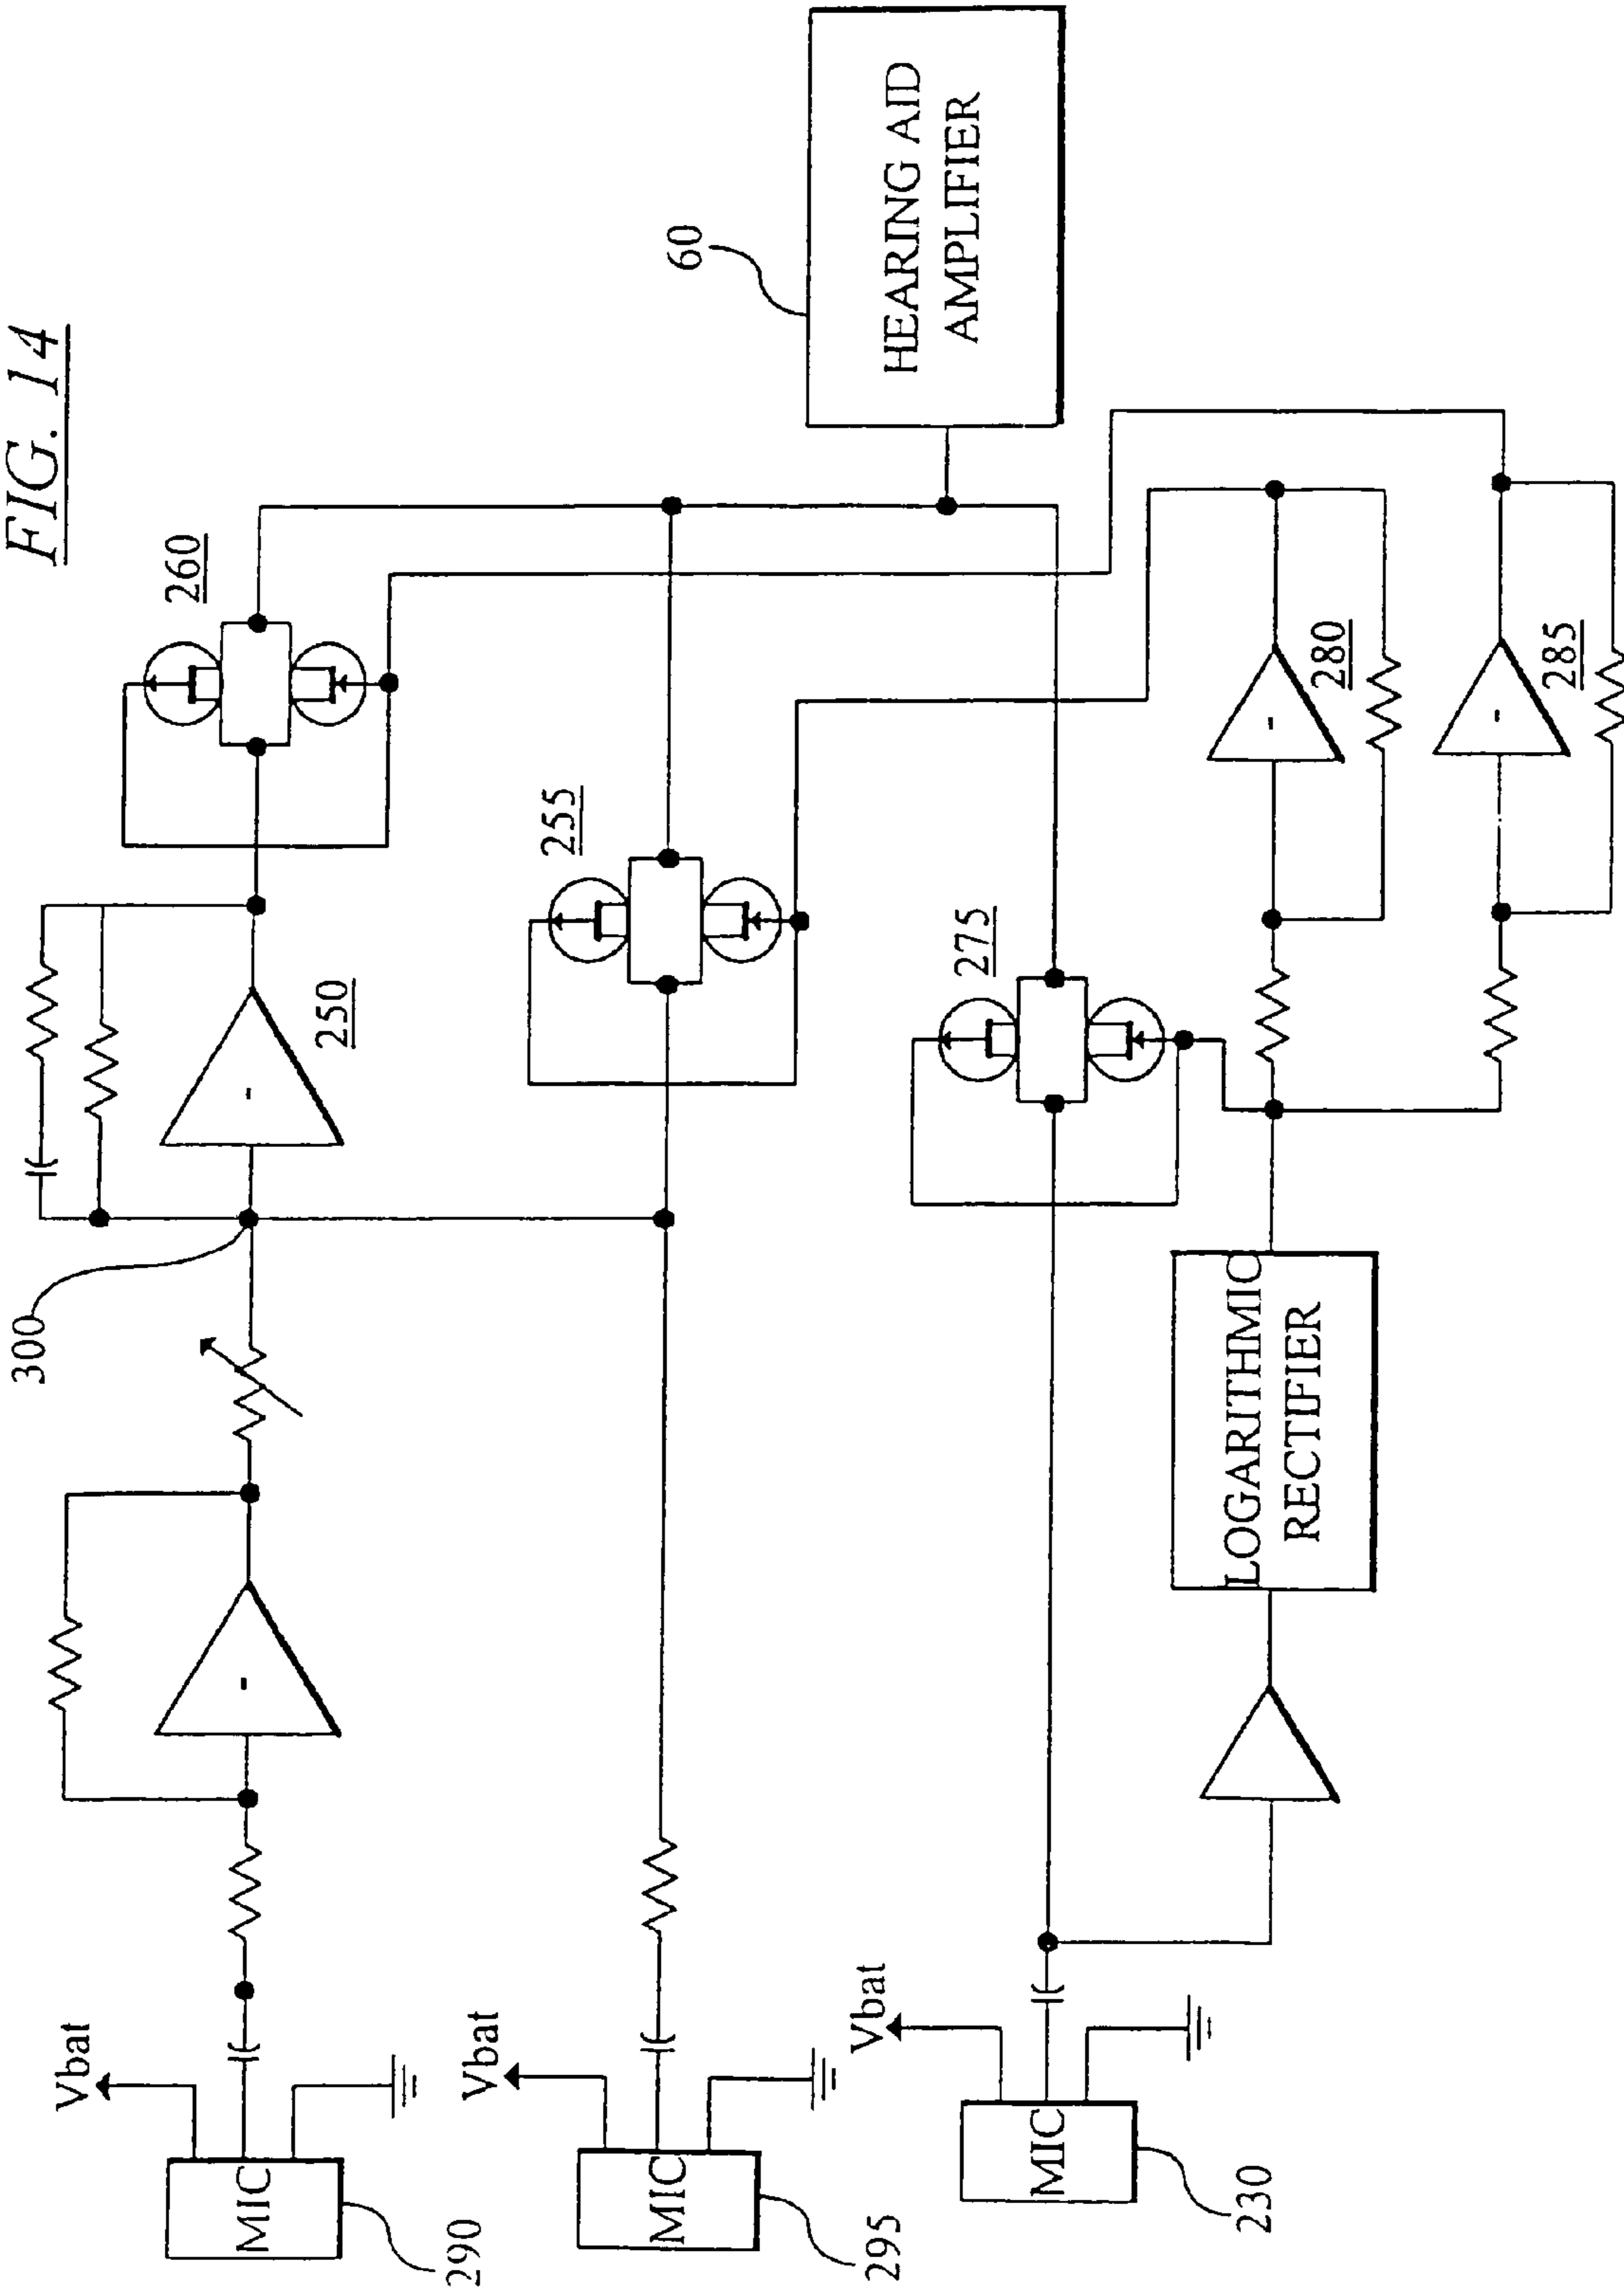 FIG. 14
300
260
250
60
HEARING AID
AMPLIFIER
255
275
280
285
LOGARITHMIC
RECTIFIER
Vbat
MIC
290
Vbat
MIC
295
Vbat
MIC
230